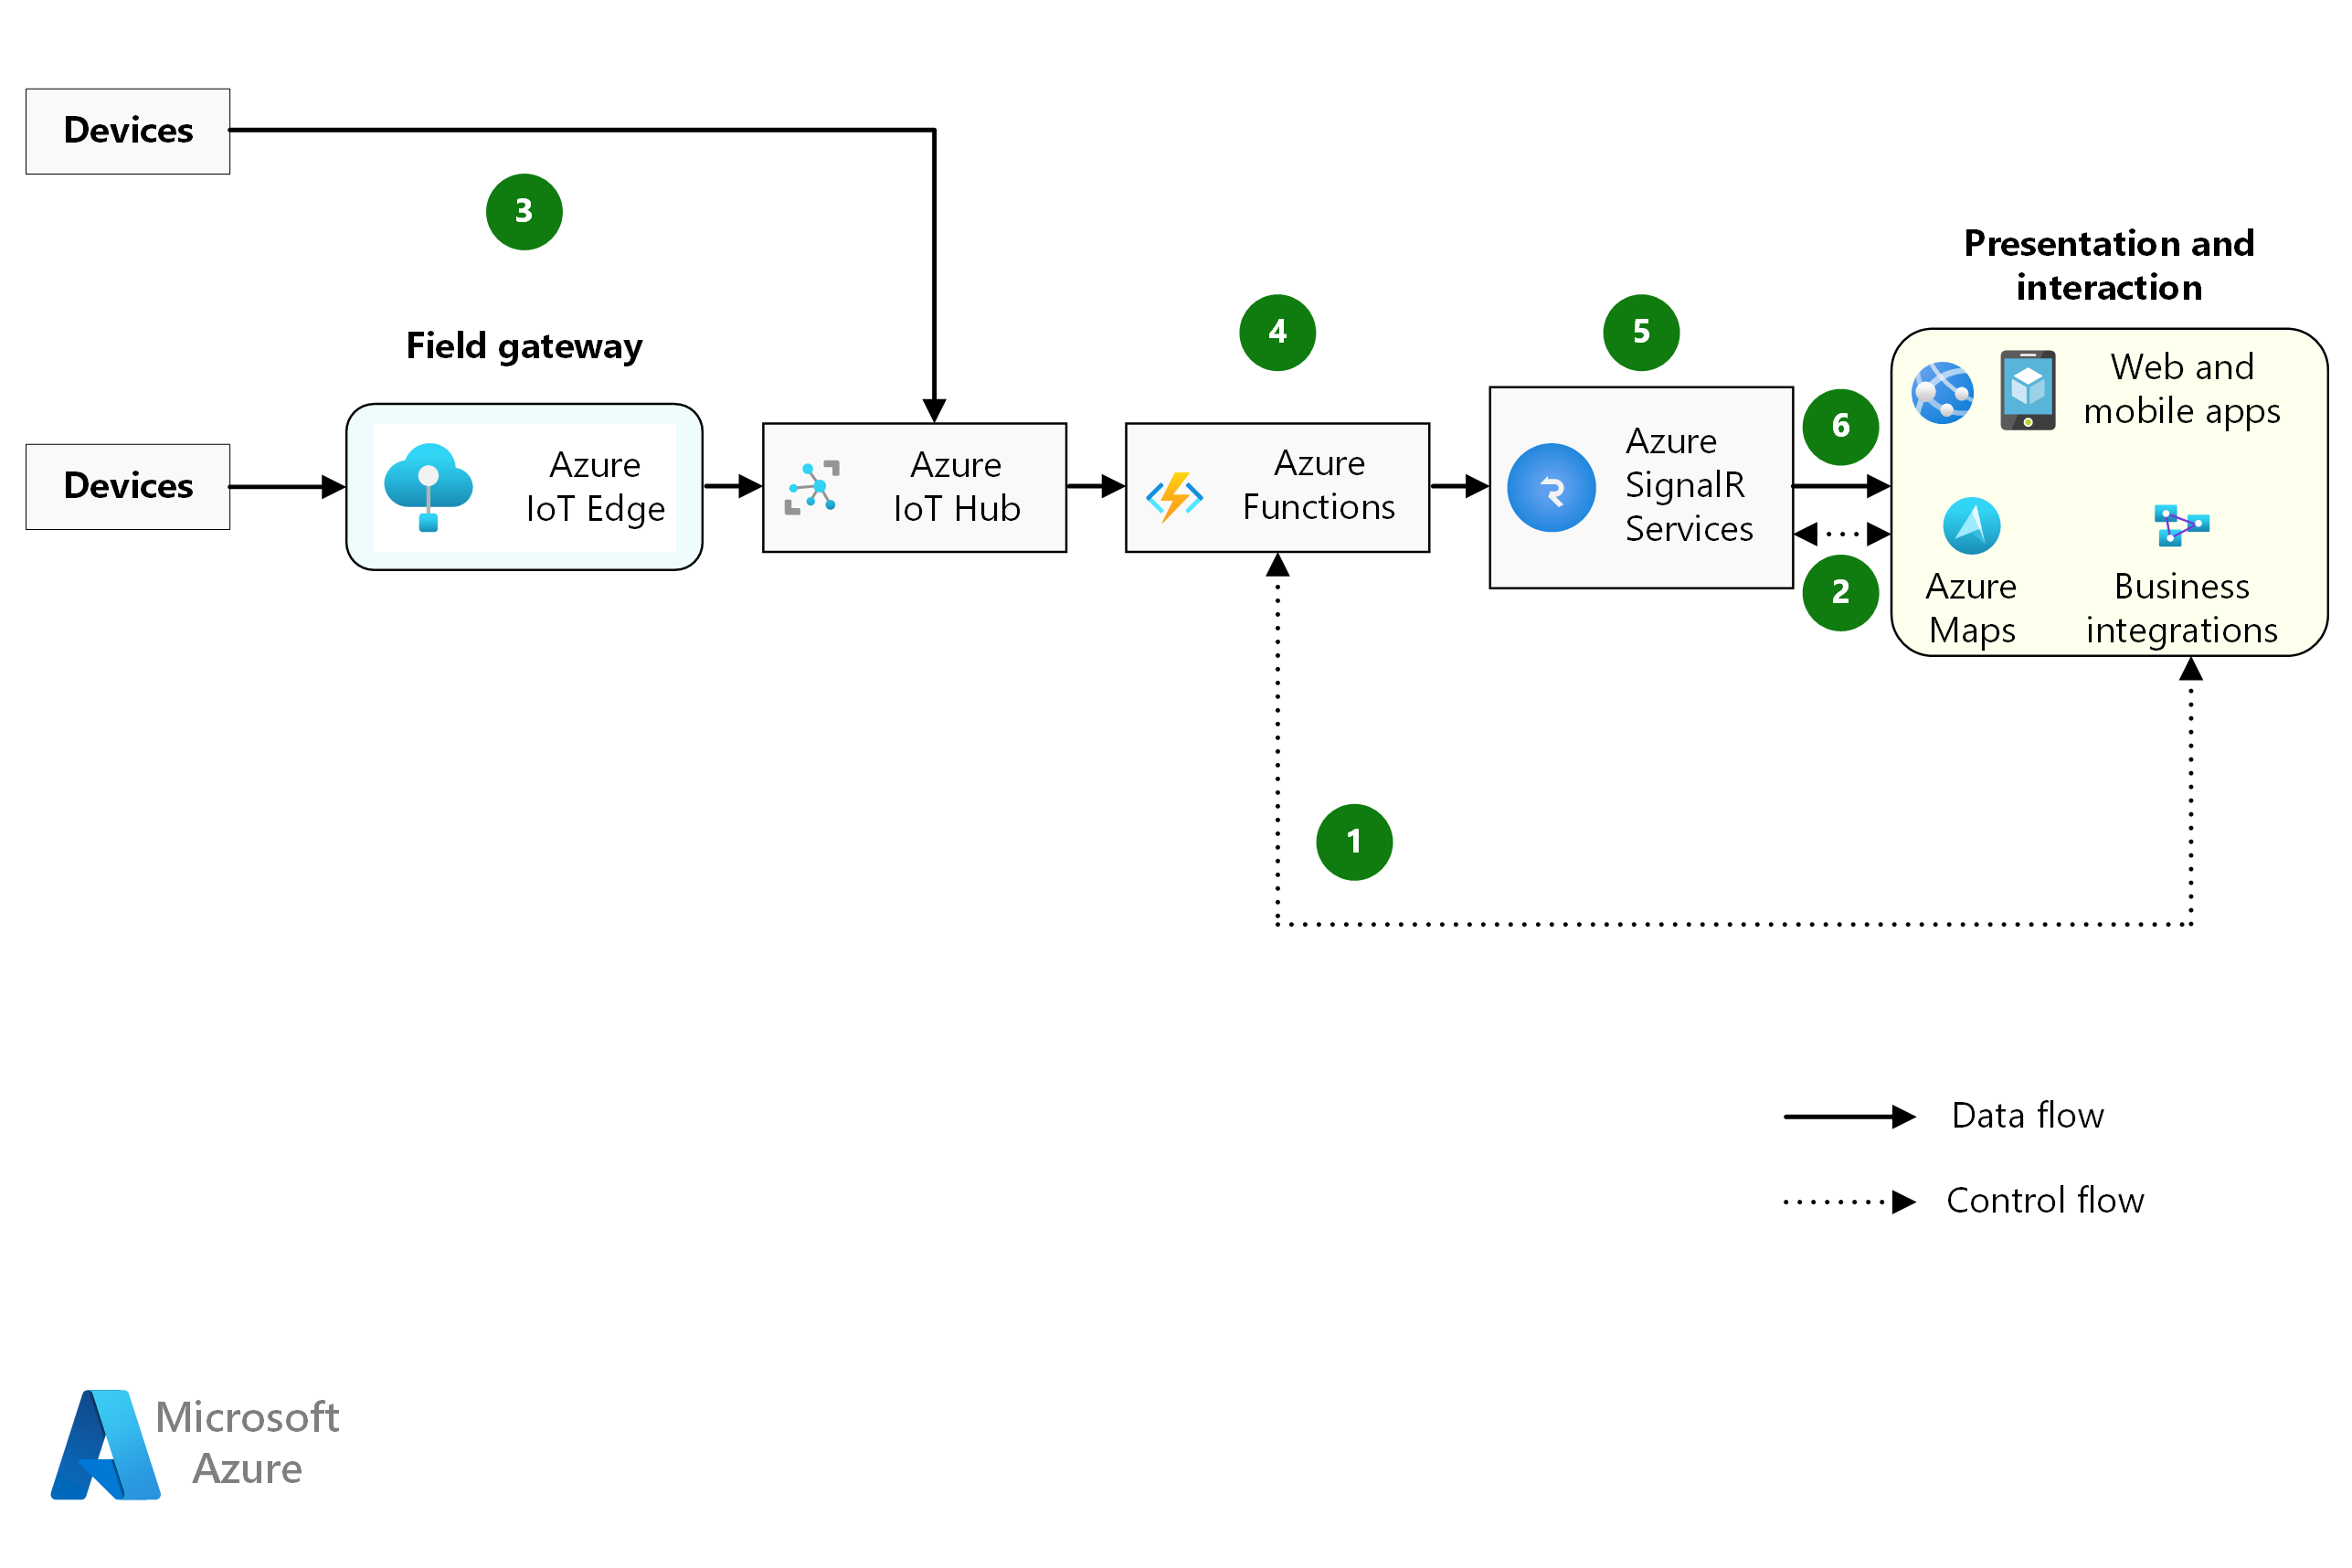 Devices
3
Presentation and
interaction
Field gateway
4
5
Web and
mobile apps
6
Devices
Azure
IoT Edge
Azure
IoT Hub
Azure
Functions
Azure
SignalR
Services
2
Azure
Maps
Business
integrations
1
Data flow
Control flow
Microsoft
Azure